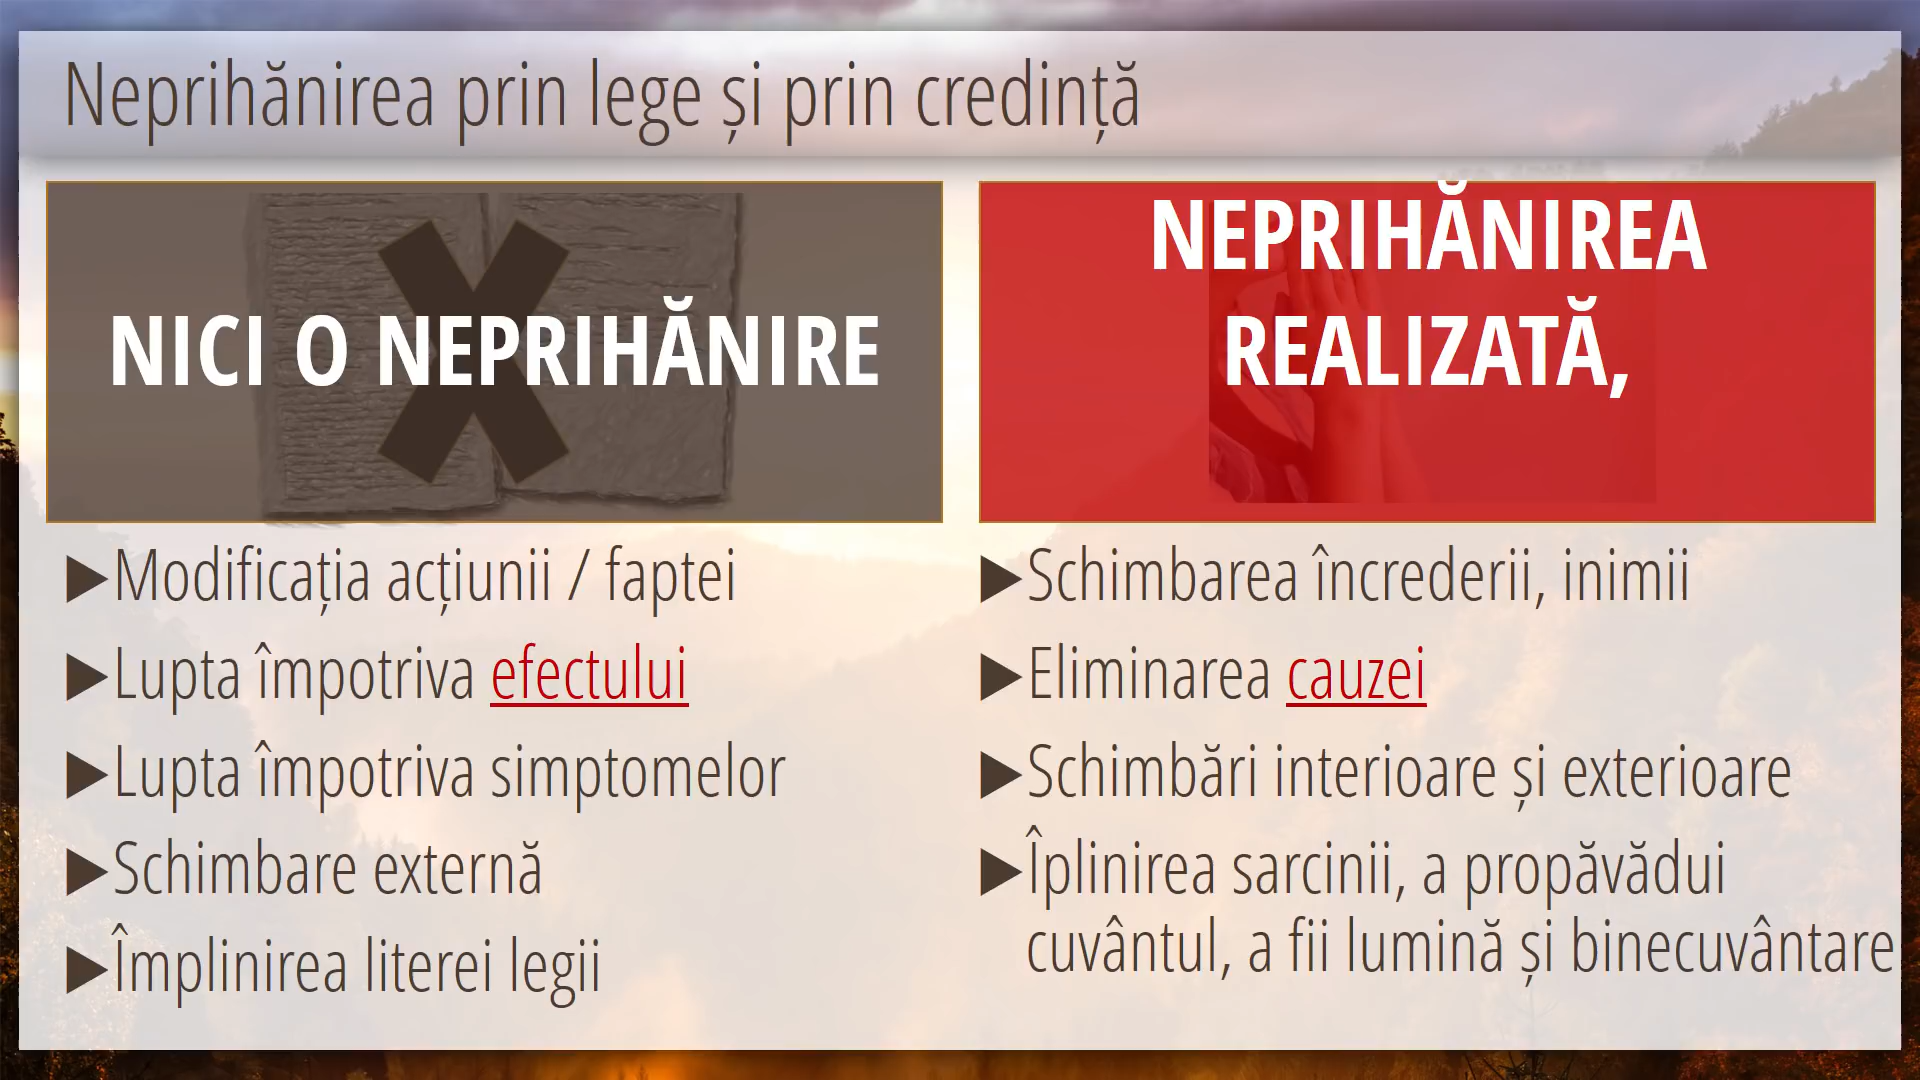 Neprihănirea prin lege și prin credință
NICI O NEPRIHĂNIRE
▶Modificația acțiunii / faptei
▶Lupta împotriva efectului
▶Lupta împotriva simptomelor
▶Schimbare externă
▶Împlinirea literei legii
NEPRIHĂNIREA
REALIZATĂ,
▶Schimbarea încrederii, inimii
▶Eliminarea cauzei
▶Schimbări interioare și exterioare
▶Îplinirea sarcinii, a propăvădui
cuvântul, a fii lumină și binecuvântare